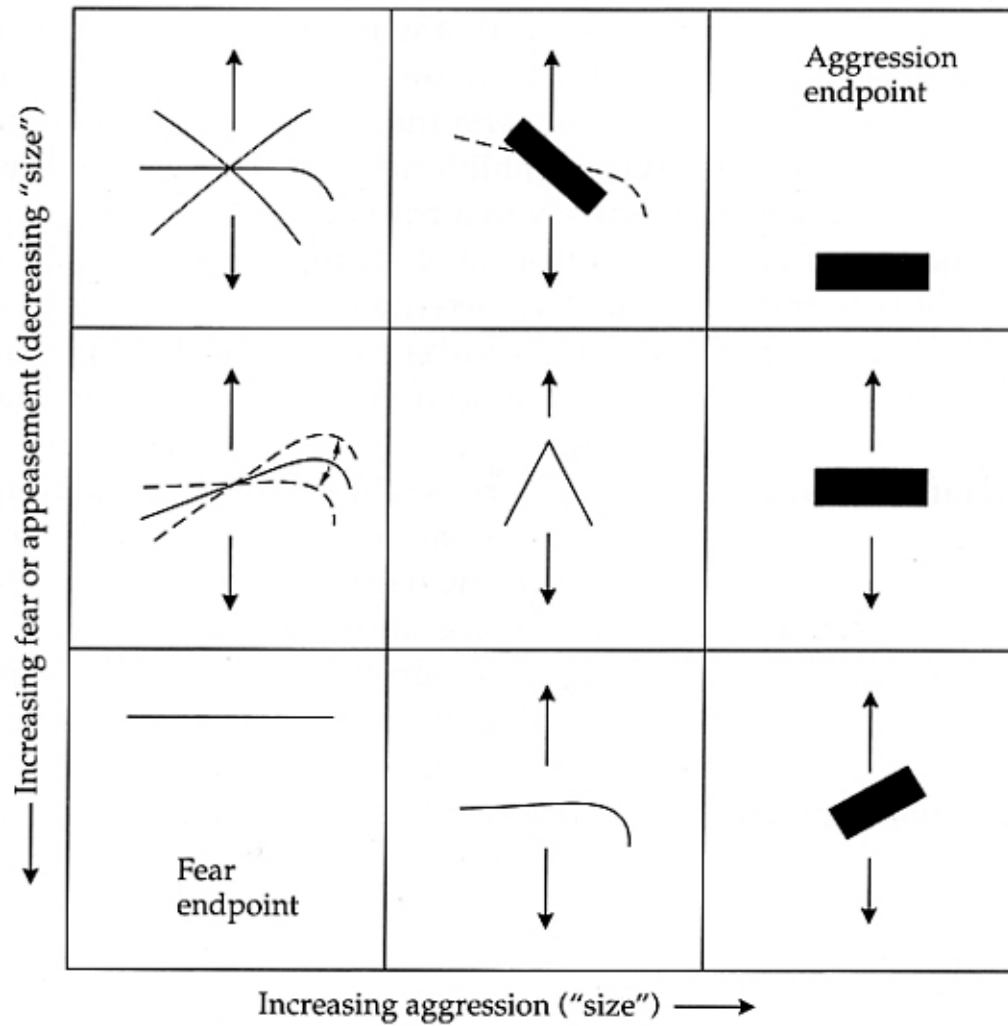 Aggression
endpoint
Increasing fear or appeasement (decreasing “size”)
Fear
endpoint
Increasing aggression (“size”)